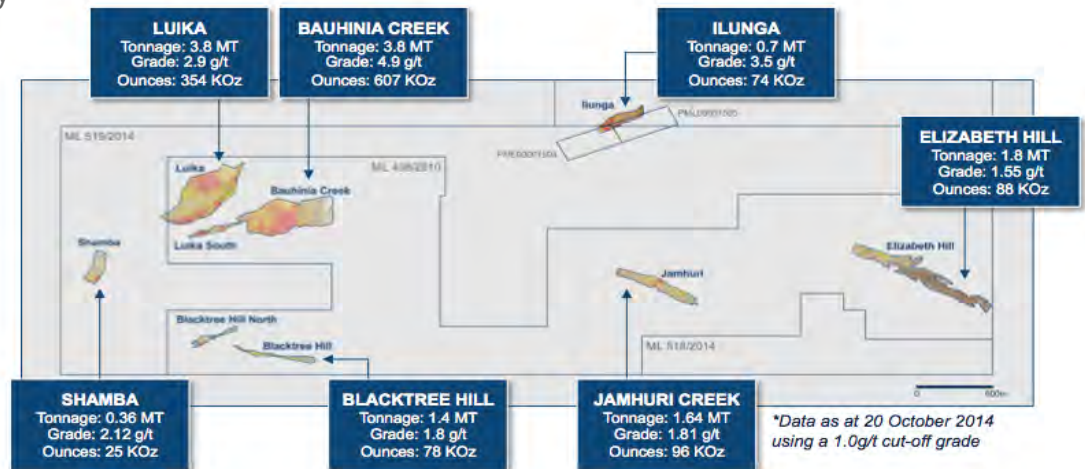 LUIKA
Tonnage: 3.8 MT
Grade: 2.9 g/t
Ounces: 354 KOz
BAUHINIA CREEK
Tonnage: 3.8 MT
Grade: 4.9 g/t
Ounces: 607 KOz
ILUNGA
Tonnage: 0.7 MT
Grade: 3.5 g/t
Ounces: 74 KOz
ELIZABETH HILL
Tonnage: 1.8 MT
Grade: 1.55 g/t
Ounces: 88 KOz
Ilunga
ML 519/2014
Luika
Bauhinia Creek
Luika South
Shamba
Elizabeth Hill
Jamhuri
Blacktree Hill North
Blacktree Hill
ML 518/2014
SHAMBA
Tonnage: 0.36 MT
Grade: 2.12 g/t
Ounces: 25 KOz
BLACKTREE HILL
Tonnage: 1.4 MT
Grade: 1.8 g/t
Ounces: 78 KOz
JAMHURI CREEK
Tonnage: 1.64 MT
Grade: 1.81 g/t
Ounces: 96 KOz
0
*Data as at 20 October 2014
using a 1.0g/t cut-off grade